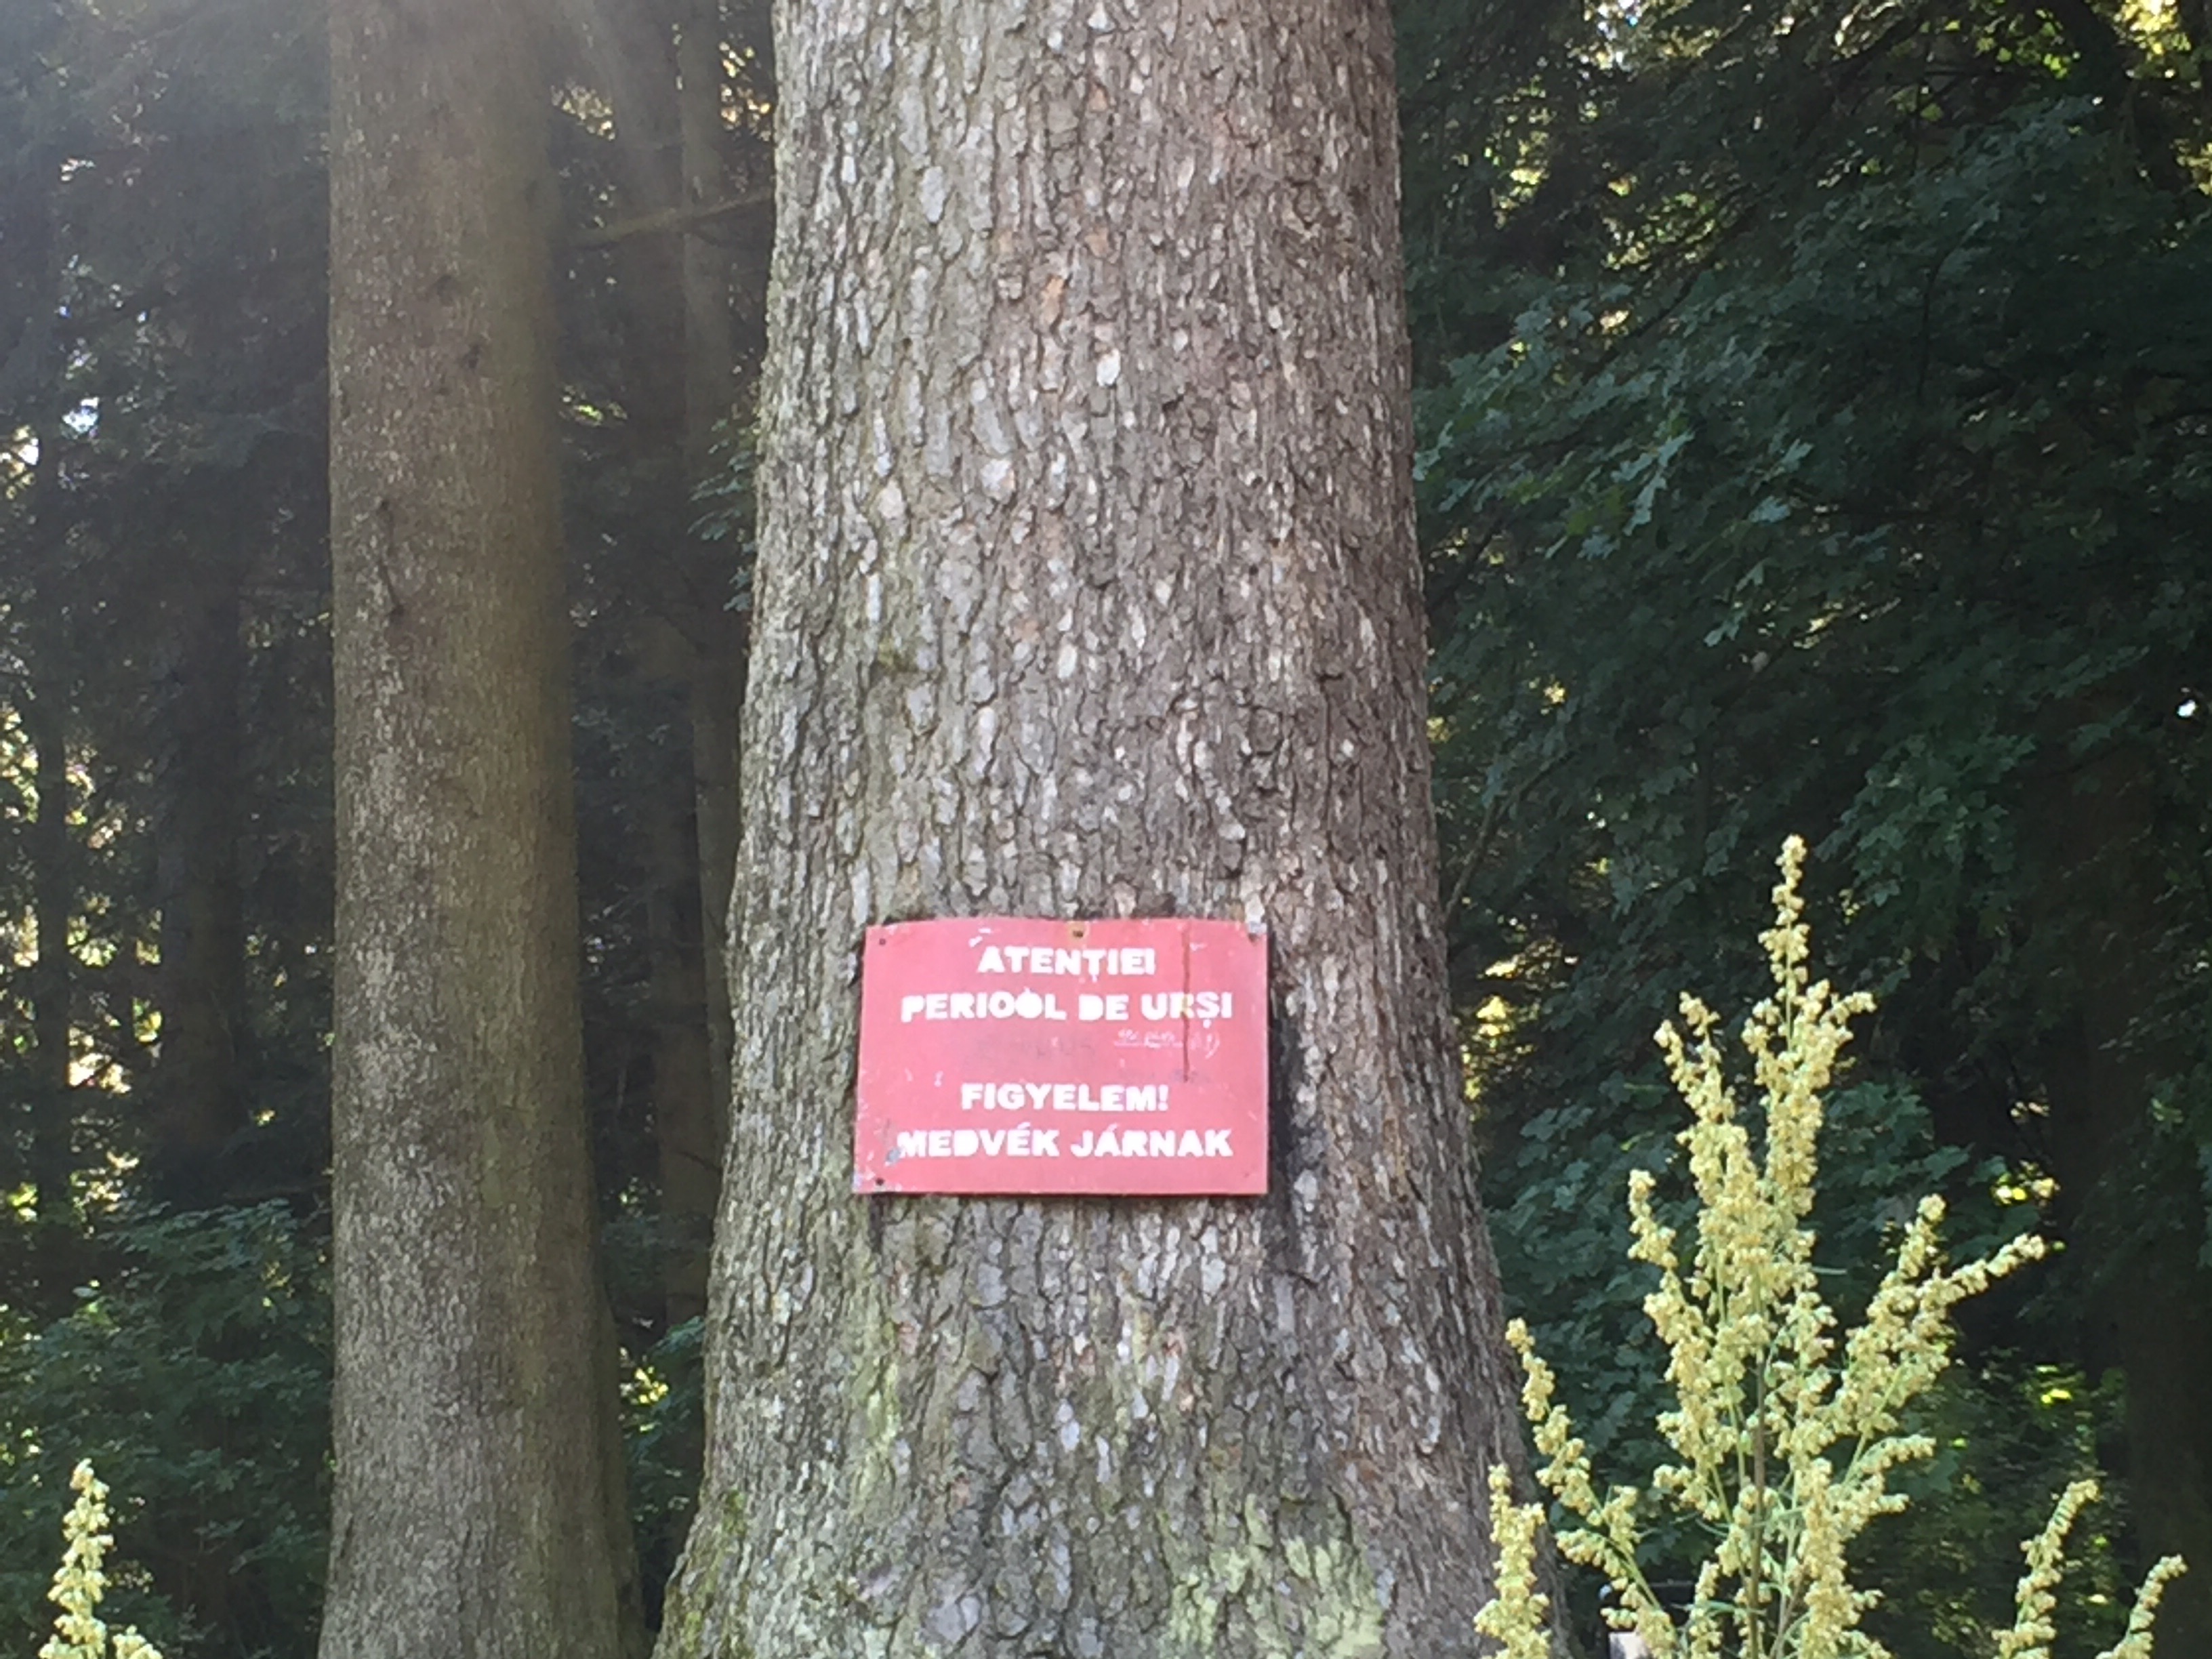 ATENȚIE!
PERICOL DE URȘI
FIGYELEM!
MEDVÉK JÁRNAK